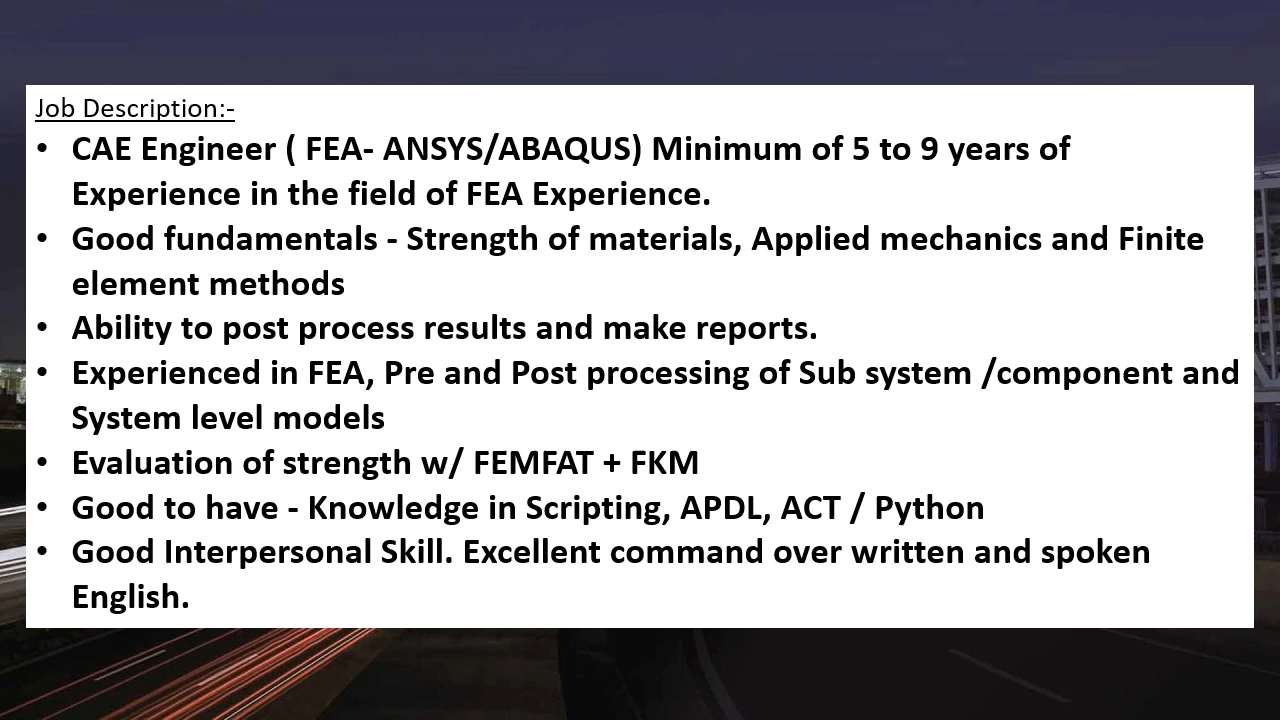 Job Description:-
• CAE Engineer ( FEA- ANSYS/ABAQUS) Minimum of 5 to 9 years of
Experience in the field of FEA Experience.
• Good fundamentals - Strength of materials, Applied mechanics and Finite
element methods
• Ability to post process results and make reports.
• Experienced in FEA, Pre and Post processing of Sub system /component and
System level models
• Evaluation of strength w/ FEMFAT + FKM
• Good to have - Knowledge in Scripting, APDL, ACT / Python
• Good Interpersonal Skill. Excellent command over written and spoken
English.